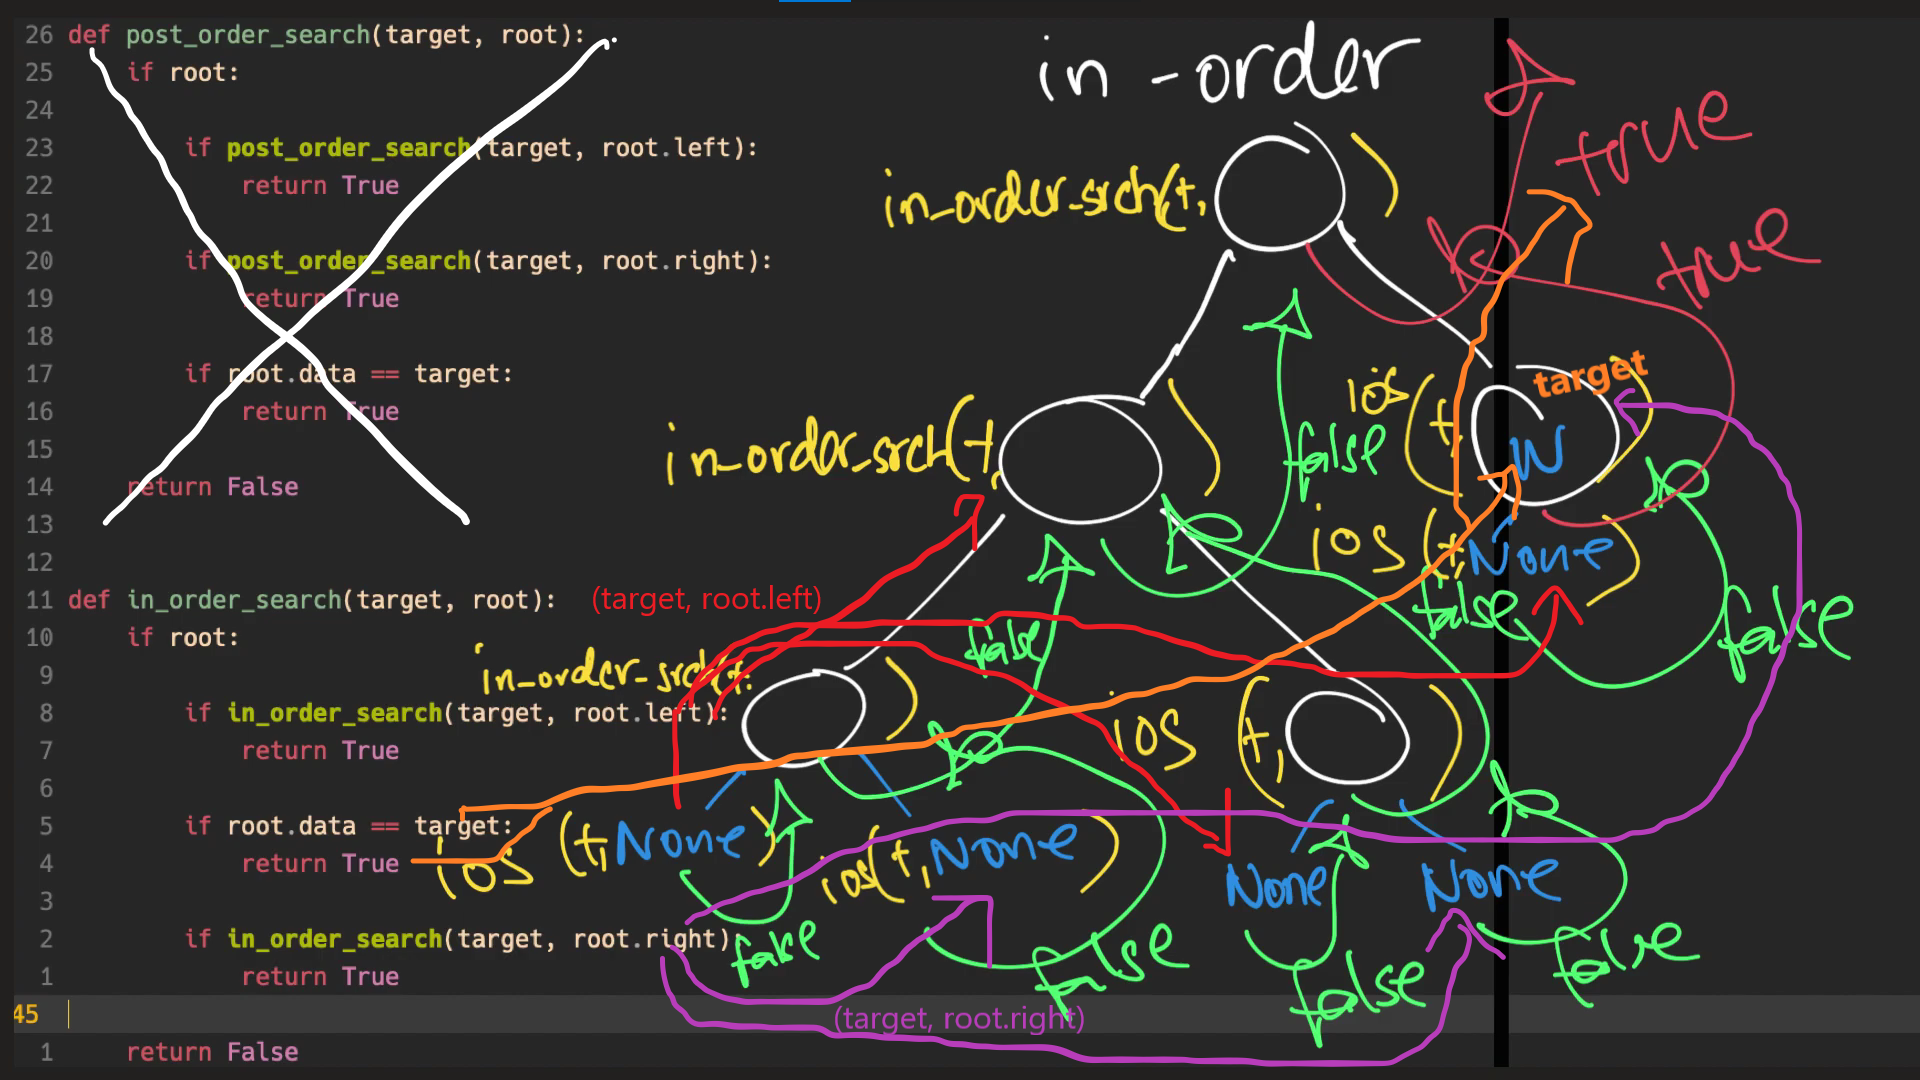 26 def post_order_search(target, root):
25 if root:
24
23 if post_order_search(target, root.left):
22 return True
21
20 if post_order_search(target, root.right):
19 return True
18
17 if root.data == target:
16 return True
15
14 return False
13
12
11 def in_order_search(target, root):
10 if root:
9
8 if in_order_search(target, root.left):
7 return True
6
5 if root.data == target:
4 return True
3
2 if in_order_search(target, root.right):
1 return True
45
1 return False
in-order
in_order_srch(t, )
true
true
in_order_srch(t, )
false
ios (t, )
target
N
ios (t, None)
false
false
(target, root.left)
in_order_srch(t, )
false
ios (t, )
ios (t, None)
ios(t, None)
None
None
false
false
false
false
(target, root.right)